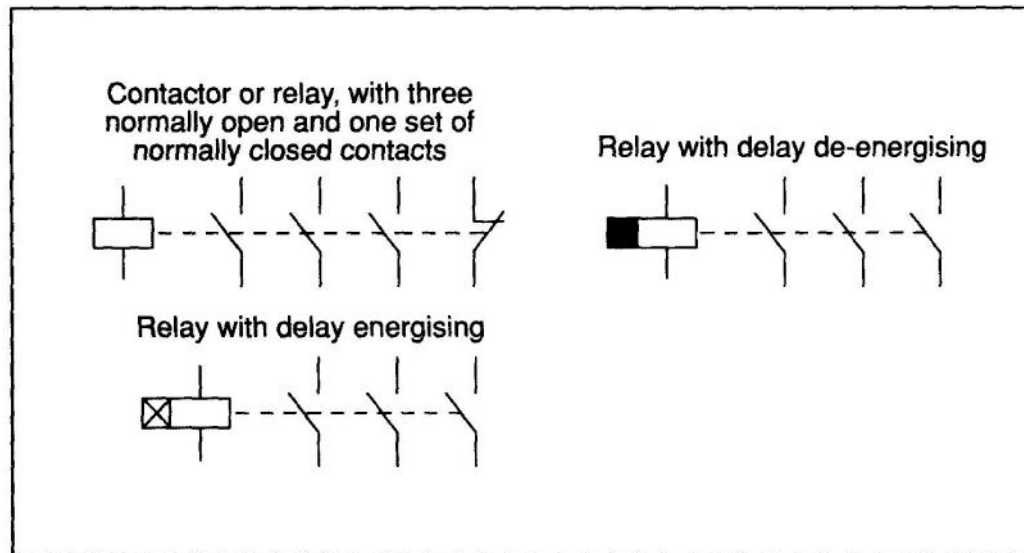 Contactor or relay, with three
normally open and one set of
normally closed contacts
Relay with delay de-energising
Relay with delay energising